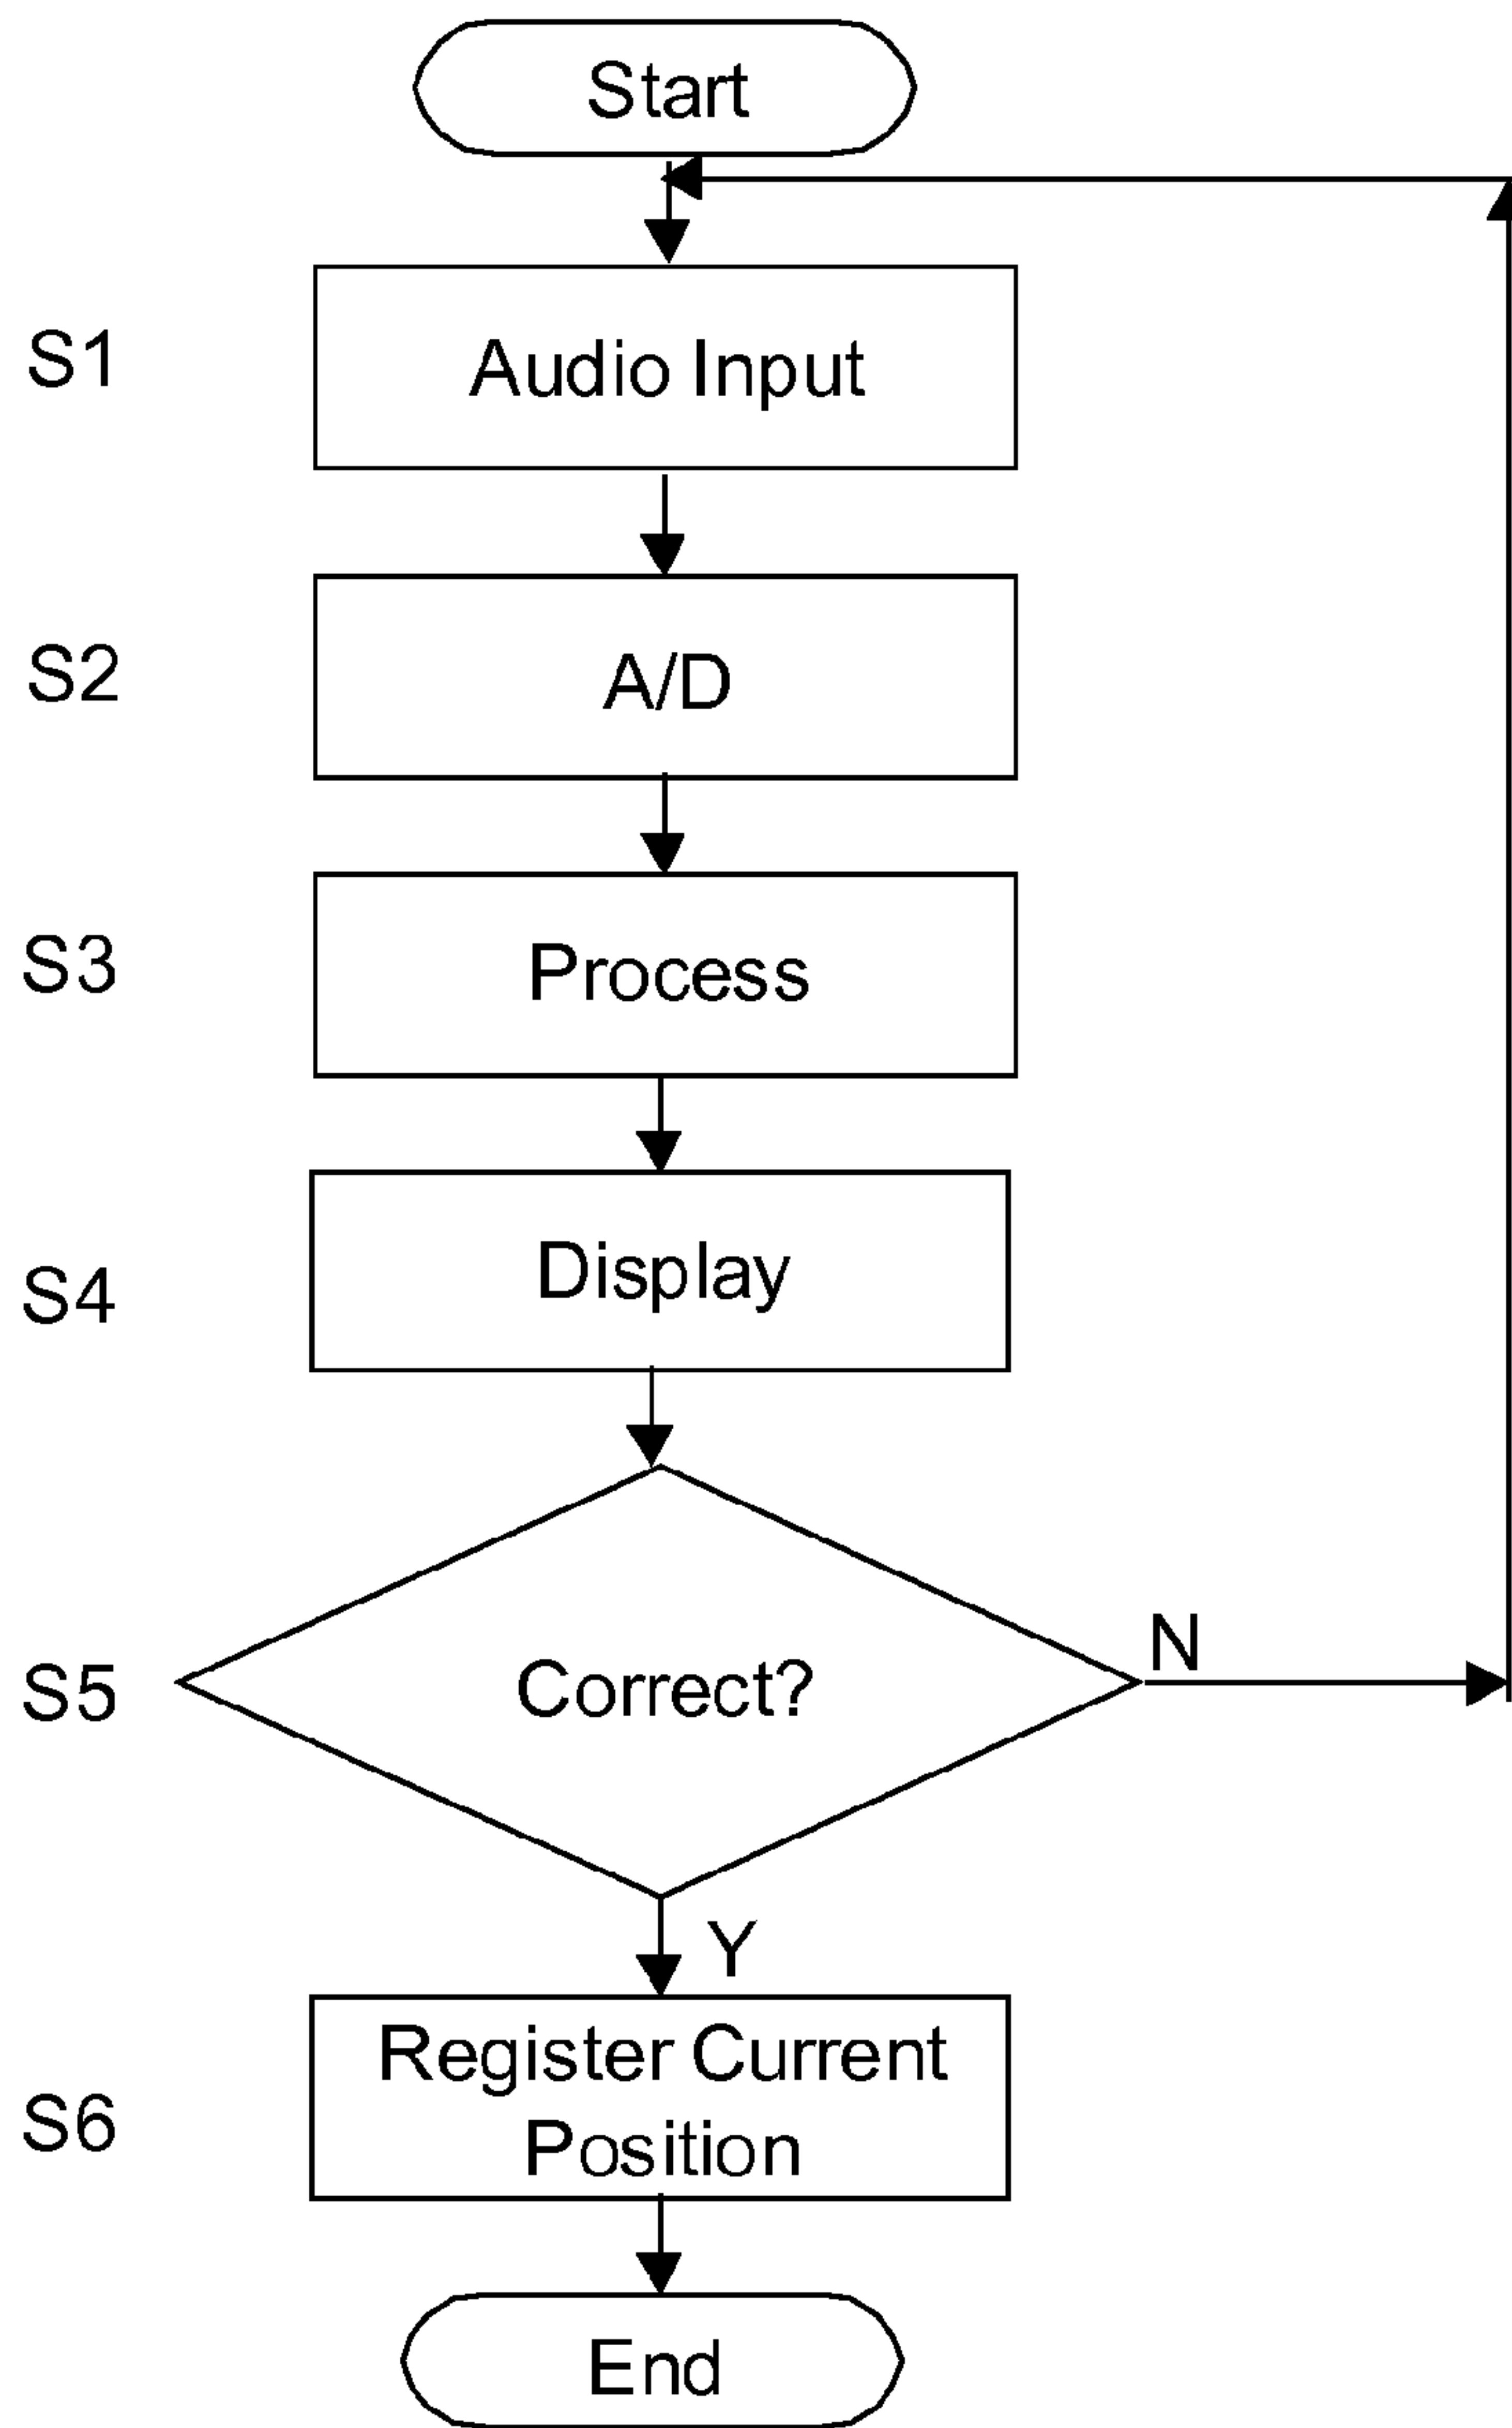 Start
S1
Audio Input
S2
A/D
S3
Process
S4
Display
S5
Correct?
N
Y
S6
Register Current
Position
End